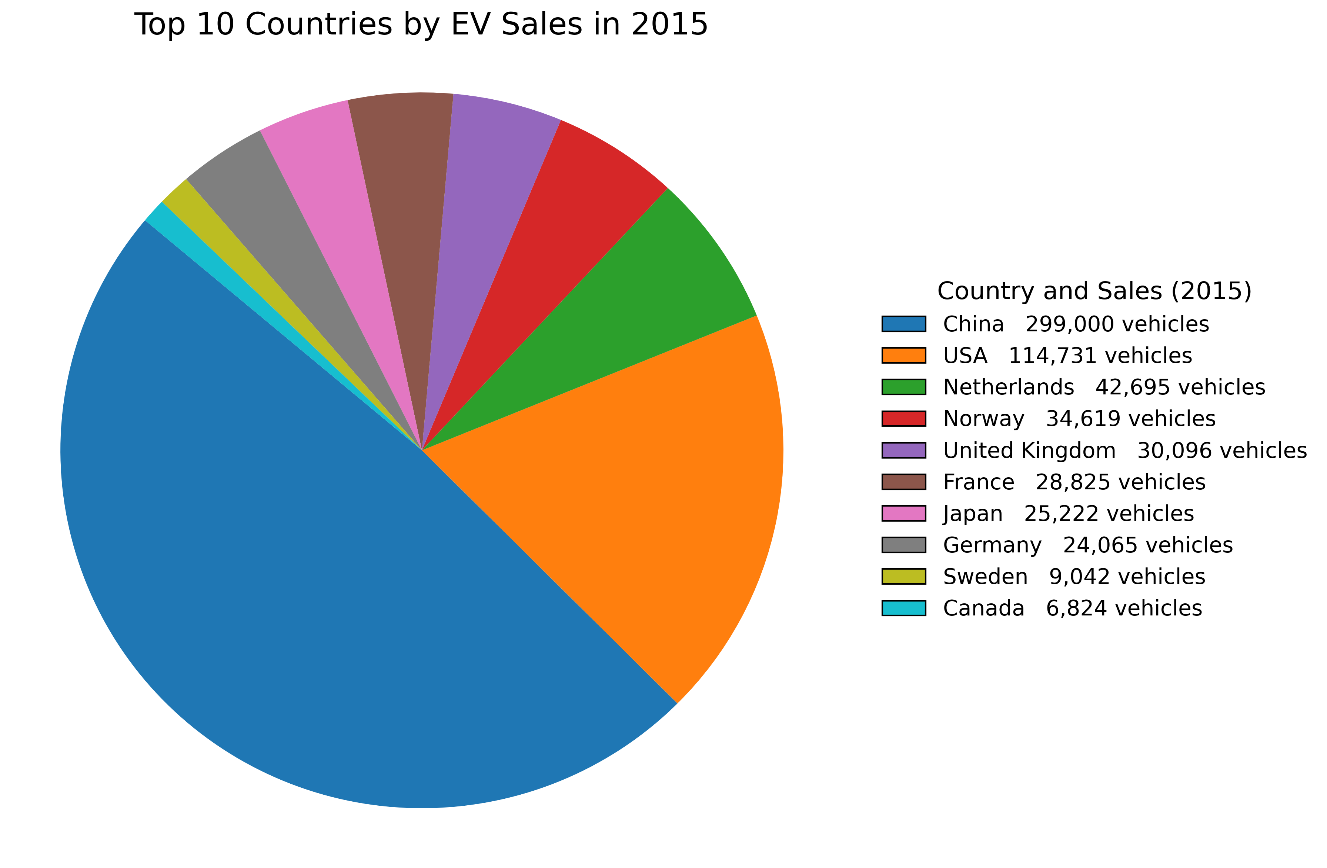 Top 10 Countries by EV Sales in 2015
Country and Sales (2015)
China 299,000 vehicles
USA 114,731 vehicles
Netherlands 42,695 vehicles
Norway 34,619 vehicles
United Kingdom 30,096 vehicles
France 28,825 vehicles
Japan 25,222 vehicles
Germany 24,065 vehicles
Sweden 9,042 vehicles
Canada 6,824 vehicles